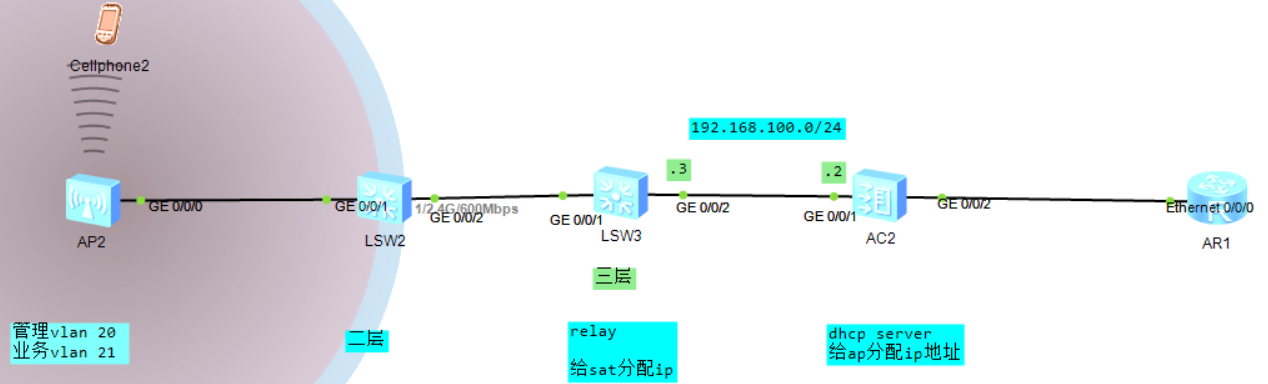 Cellphone2
192.168.100.0/24
.3
.2
GE 0/0/0
GE 0/0/1
1/2.4G/600Mbps
GE 0/0/2
GE 0/0/1
GE 0/0/2
GE 0/0/1
GE 0/0/2
Ethernet 0/0/0
AP2
LSW2
LSW3
AC2
AR1
三层
管理vlan 20
业务vlan 21
二层
relay
给sat分配ip
dhcp server
给ap分配ip地址